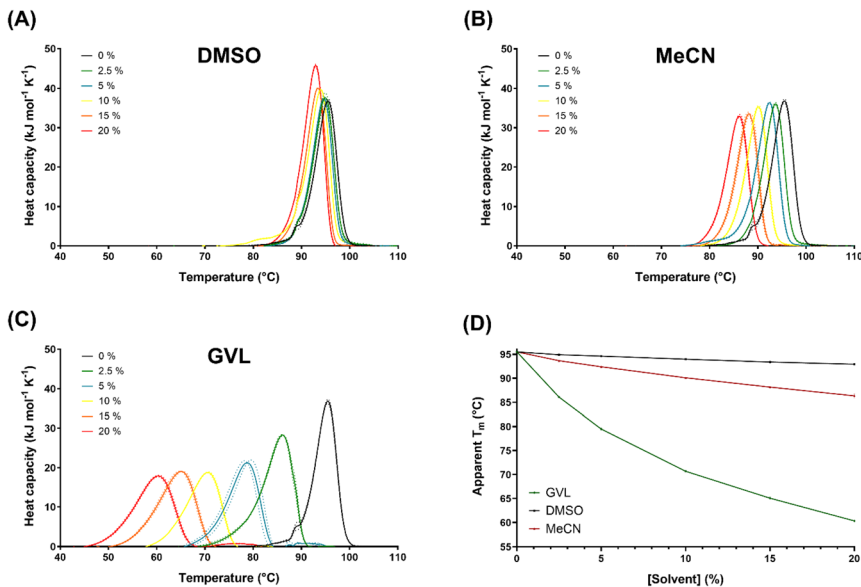 (A)
DMSO
0 %
2.5 %
5 %
10 %
15 %
20 %
Heat capacity (kJ mol⁻¹ K⁻¹)
50
40
30
20
10
0
40 50 60 70 80 90 100 110
Temperature (°C)
(B)
MeCN
0 %
2.5 %
5 %
10 %
15 %
20 %
Heat capacity (kJ mol⁻¹ K⁻¹)
50
40
30
20
10
0
40 50 60 70 80 90 100 110
Temperature (°C)
(C)
GVL
0 %
2.5 %
5 %
10 %
15 %
20 %
Heat capacity (kJ mol⁻¹ K⁻¹)
50
40
30
20
10
0
40 50 60 70 80 90 100 110
Temperature (°C)
(D)
Apparent Tₘ (°C)
95
90
85
80
75
70
65
60
55
GVL
DMSO
MeCN
0 5 10 15 20
[Solvent] (%)